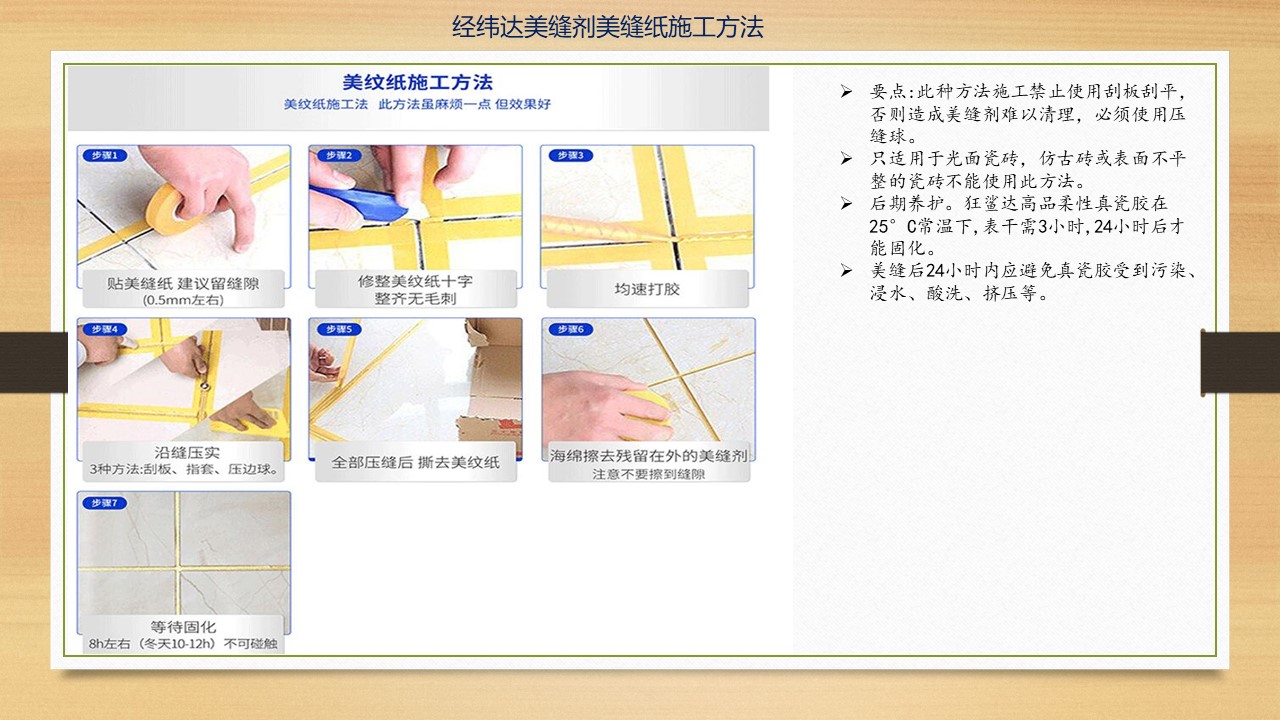 经纬达美缝剂美缝纸施工方法
美纹纸施工方法
美纹纸施工法 此方法虽麻烦一点 但效果好
步骤1
贴美缝纸 建议留缝隙
(0.5mm左右)
步骤2
修整美纹纸十字
整齐无毛刺
步骤3
均速打胶
步骤4
沿缝压实
3种方法:刮板、指套、压边球。
步骤5
全部压缝后 撕去美纹纸
步骤6
海绵擦去残留在外的美缝剂
注意不要擦到缝隙
步骤7
等待固化
8h左右（冬天10-12h）不可碰触
➢ 要点:此种方法施工禁止使用刮板刮平,
否则造成美缝剂难以清理，必须使用压
缝球。
➢ 只适用于光面瓷砖，仿古砖或表面不平
整的瓷砖不能使用此方法。
➢ 后期养护。狂鲨达高品柔性真瓷胶在
25°C常温下,表干需3小时,24小时后才
能固化。
➢ 美缝后24小时内应避免真瓷胶受到污染、
浸水、酸洗、挤压等。